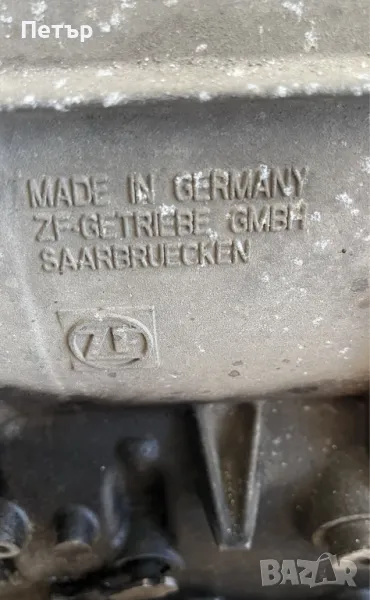 Петър
MADE IN GERMANY
ZF-GETRIEBE GMBH
SAARBRUECKEN
ZF
BAZAR